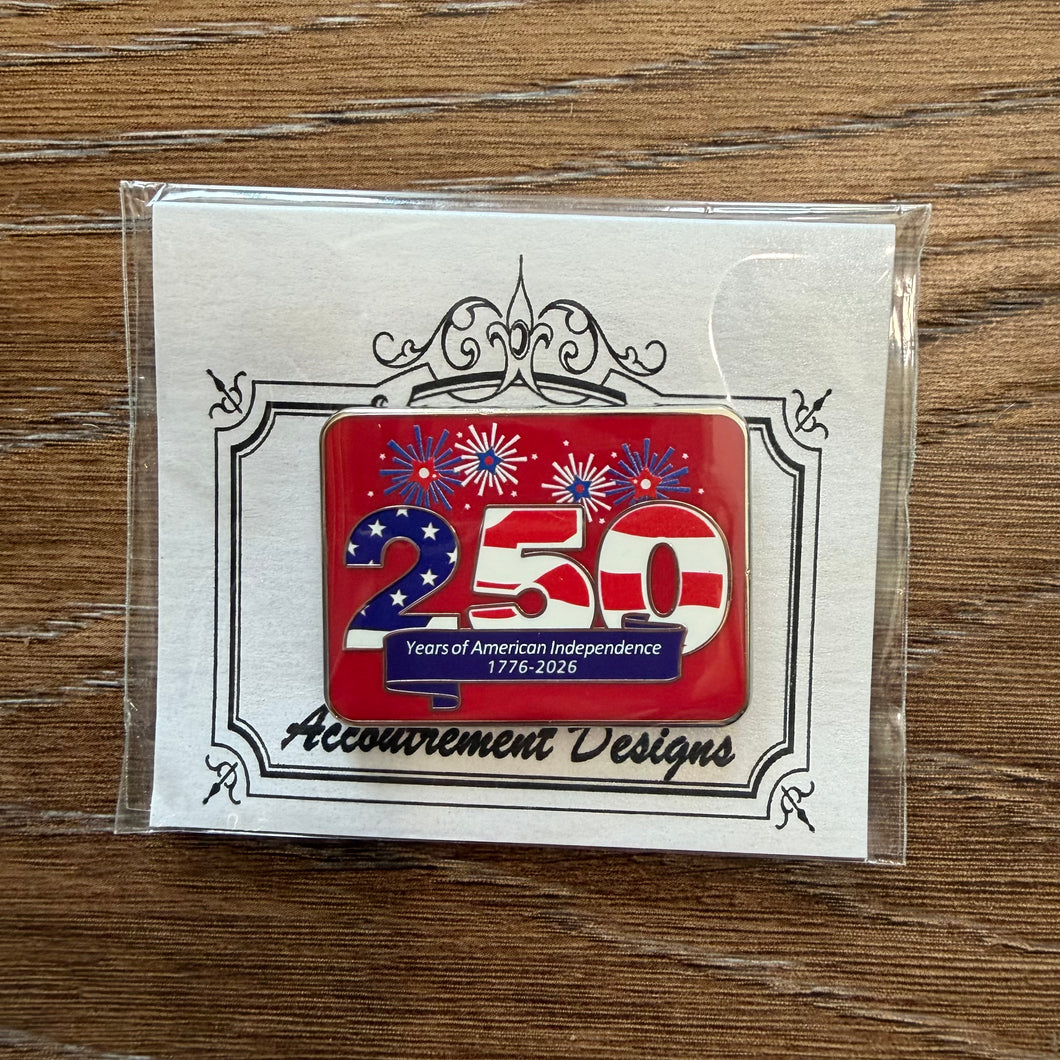 250
Years of American Independence
1776-2026
Accoutrement Designs